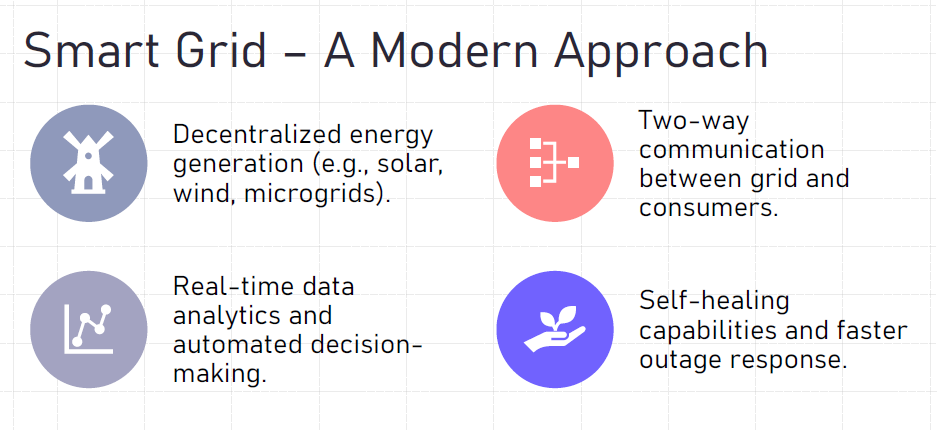 Smart Grid – A Modern Approach
Decentralized energy
generation (e.g., solar,
wind, microgrids).
Two-way
communication
between grid and
consumers.
Real-time data
analytics and
automated decision-
making.
Self-healing
capabilities and faster
outage response.